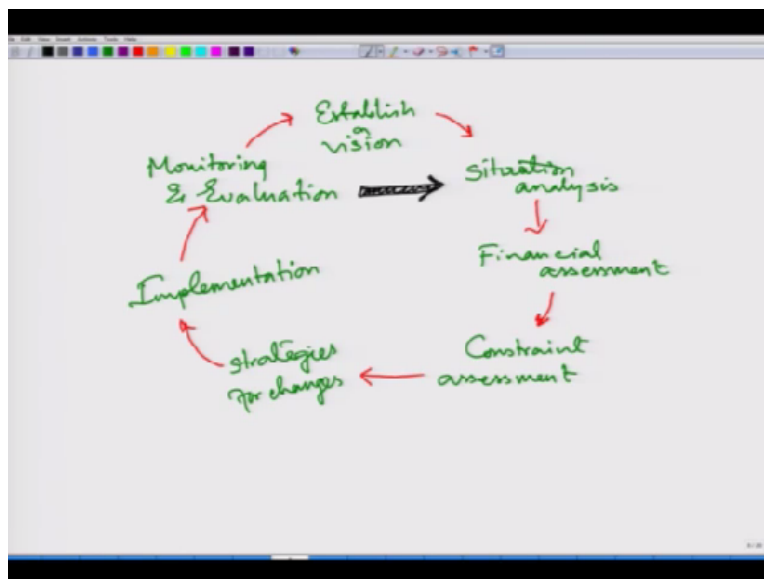 Establish
a
vision
Situation
analysis
Financial
assessment
Constraint
assessment
strategies
for changes
Implementation
Monitoring
& Evaluation